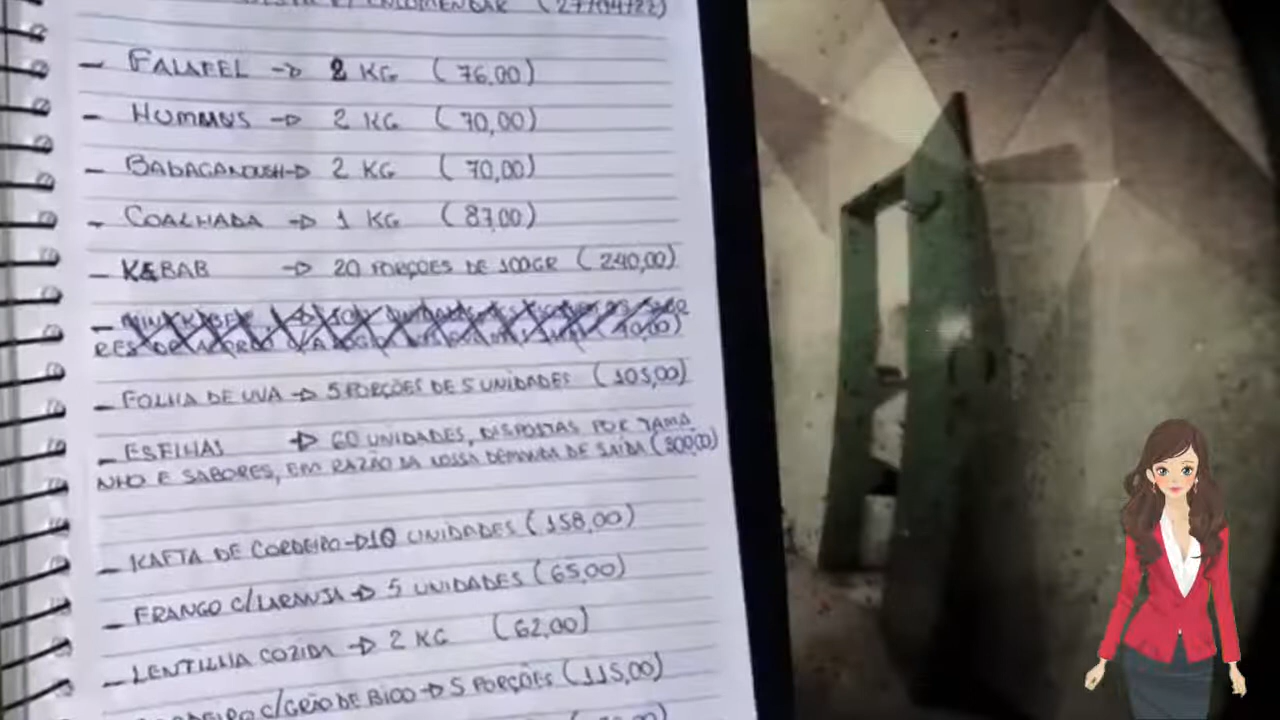 (27/04/22)
- FALAFEL -> 2 KG (76,00)
- HUMMUS -> 2 KG (70,00)
- BABAGANOUSH-> 2 KG (70,00)
- COALHADA -> 1 KG (87,00)
- KEBAB -> 20 PORÇÕES DE 100GR (240,00)
- FOLHA DE UVA -> 5 PORÇÕES DE 5 UNIDADES (105,00)
- ESFIHAS -> 60 UNIDADES, DISPOSTAS POR TAMA
NHO E SABORES, EM RAZÃO DA NOSSA DEMANDA DE SAÍDA (300,00)
- KAFTA DE CORDEIRO->10 UNIDADES (158,00)
- FRANGO C/LARANJA -> 5 UNIDADES (65,00)
- LENTILHA COZIDA -> 2 KG (62,00)
C/GRÃO DE BICO -> 5 PORÇÕES (115,00)